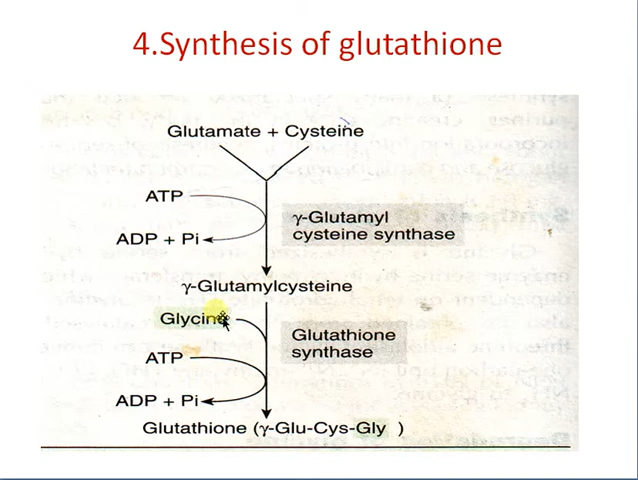 4.Synthesis of glutathione
Glutamate + Cysteine
ATP
γ-Glutamyl
cysteine synthase
ADP + Pi
γ-Glutamylcysteine
Glycine
Glutathione
synthase
ATP
ADP + Pi
Glutathione (γ-Glu-Cys-Gly )